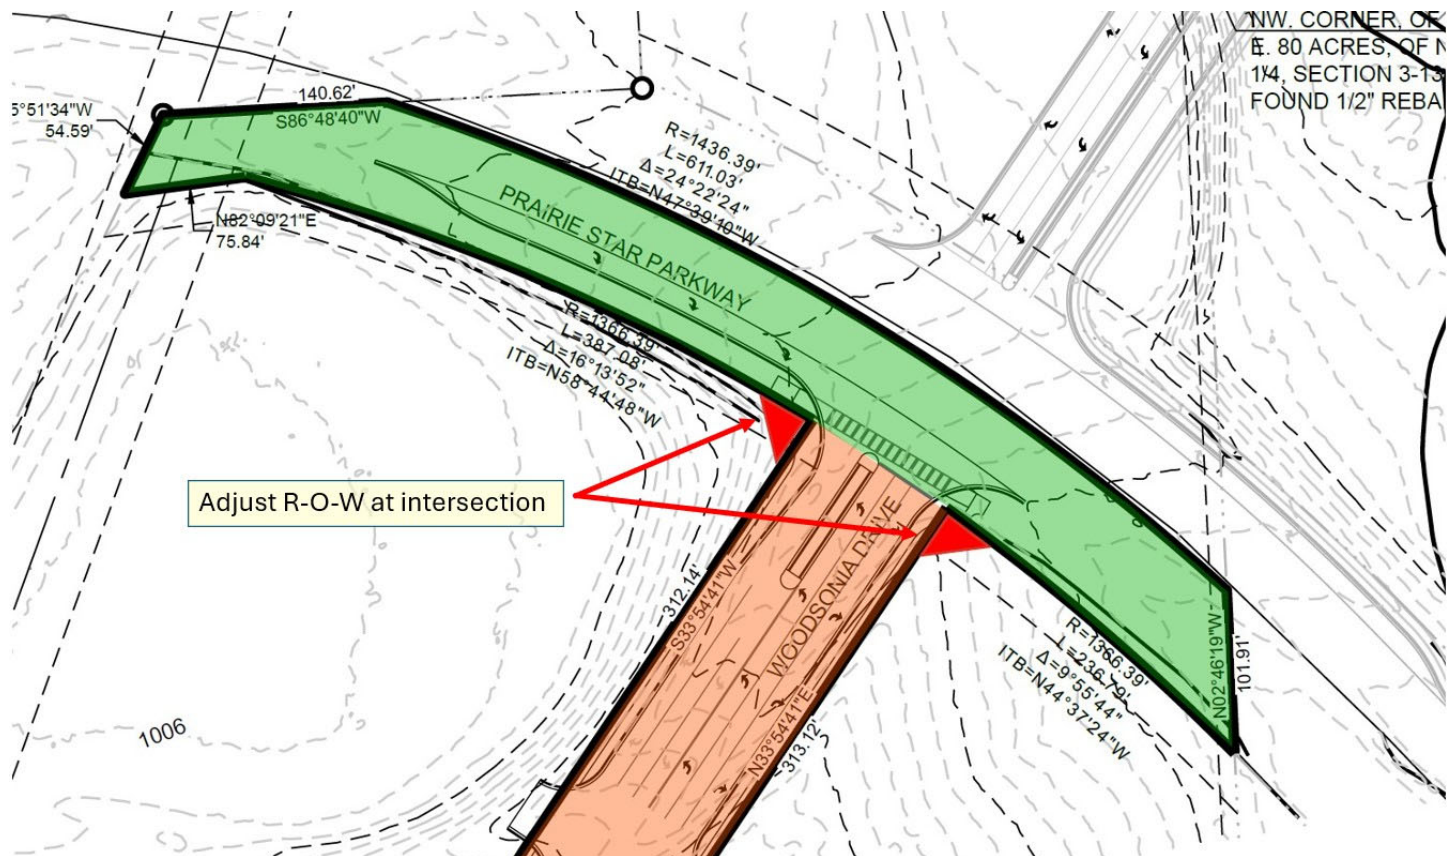 NW. CORNER, OF
E. 80 ACRES, OF N
1/4, SECTION 3-13
FOUND 1/2" REBA
140.62'
S86°48'40"W
5°51'34"W
54.59'
N82°09'21"E
75.84'
R=1436.39'
L=611.03'
Δ=24°22'24"
ITB=N47°39'10"W
PRAIRIE STAR PARKWAY
R=1366.39'
L=387.08'
Δ=16°13'52"
ITB=N58°44'48"W
Adjust R-O-W at intersection
WOODSONIA DRIVE
312.14'
S33°54'41"W
N33°54'41"E
313.12'
R=1366.39'
L=236.79'
Δ=9°55'44"
ITB=N44°37'24"W
N02°46'19"W
101.91'
1006